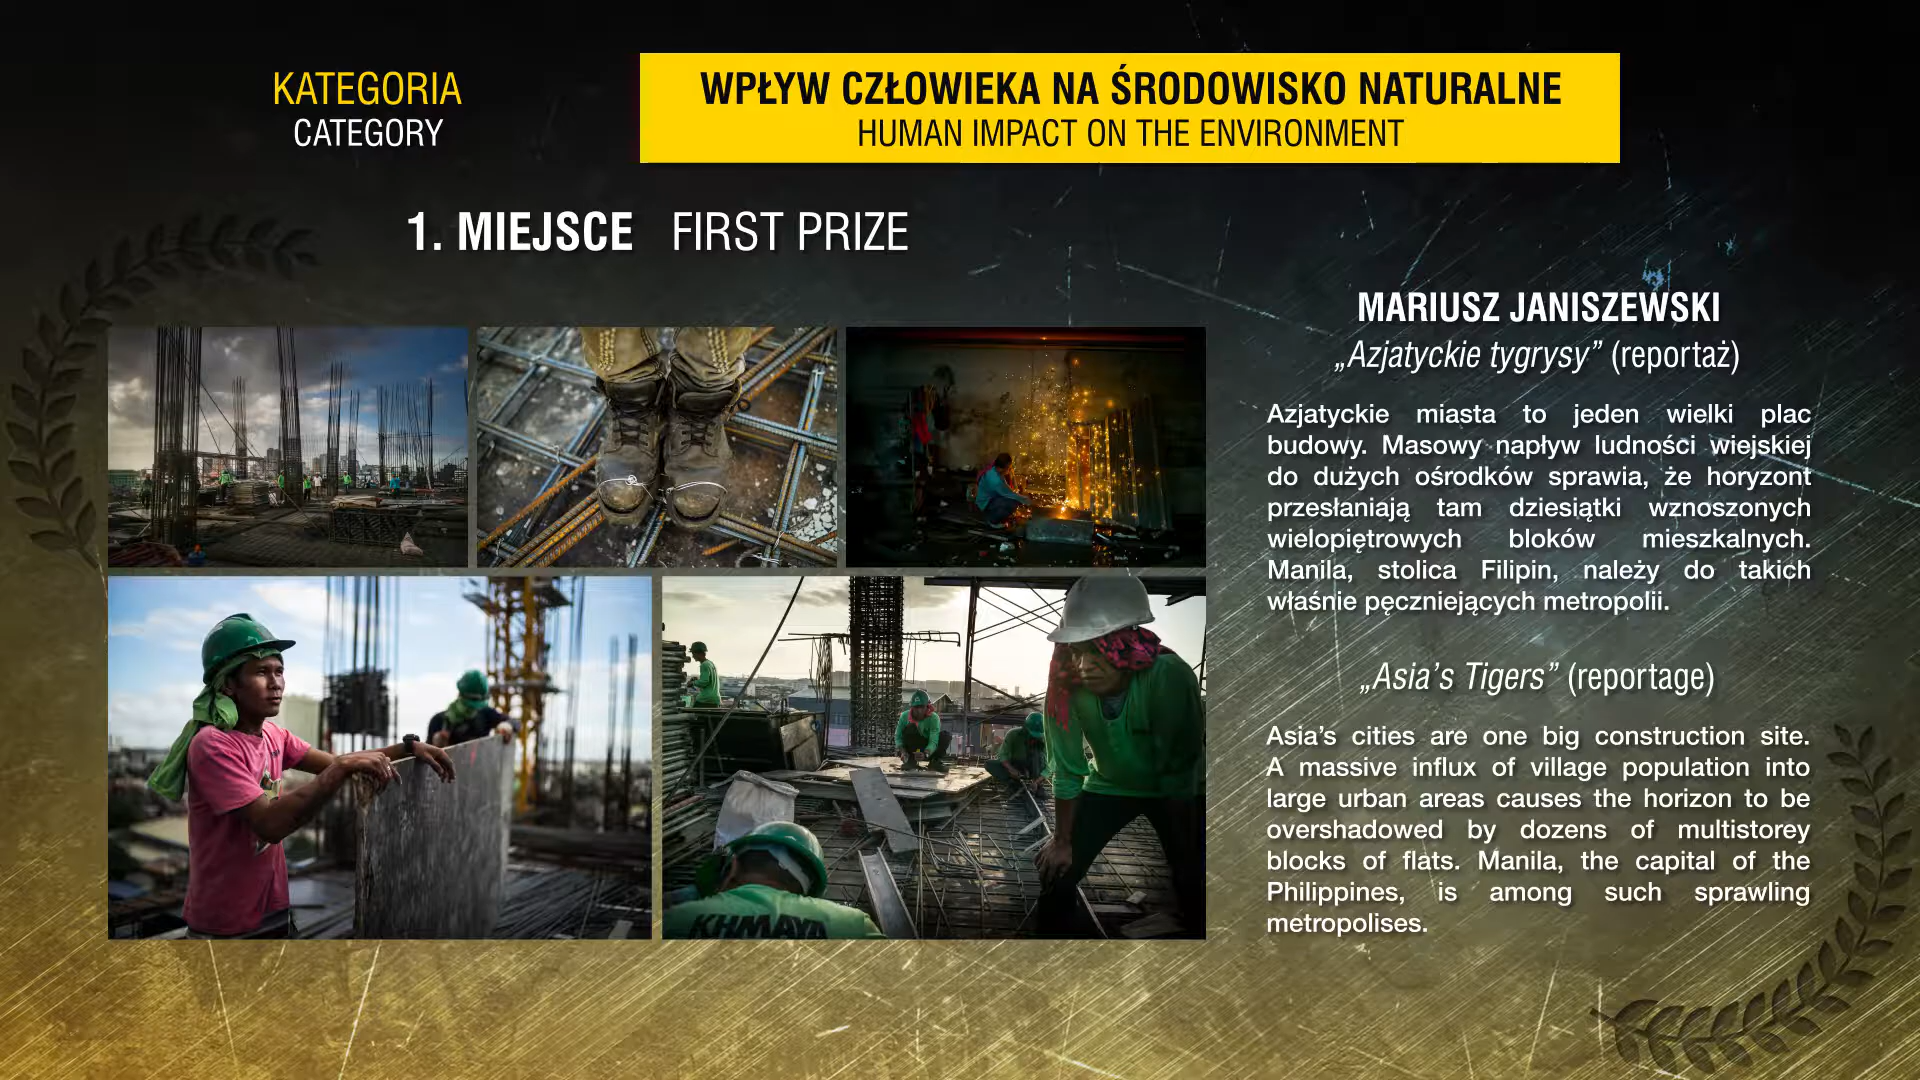 KATEGORIA
CATEGORY
WPŁYW CZŁOWIEKA NA ŚRODOWISKO NATURALNE
HUMAN IMPACT ON THE ENVIRONMENT
1. MIEJSCE FIRST PRIZE
MARIUSZ JANISZEWSKI
„Azjatyckie tygrysy” (reportaż)
Azjatyckie miasta to jeden wielki plac
budowy. Masowy napływ ludności wiejskiej
do dużych ośrodków sprawia, że horyzont
przesłaniają tam dziesiątki wznoszonych
wielopiętrowych bloków mieszkalnych.
Manila, stolica Filipin, należy do takich
właśnie pęczniejących metropolii.
„Asia’s Tigers” (reportage)
Asia’s cities are one big construction site.
A massive influx of village population into
large urban areas causes the horizon to be
overshadowed by dozens of multistorey
blocks of flats. Manila, the capital of the
Philippines, is among such sprawling
metropolises.
KHMAYA